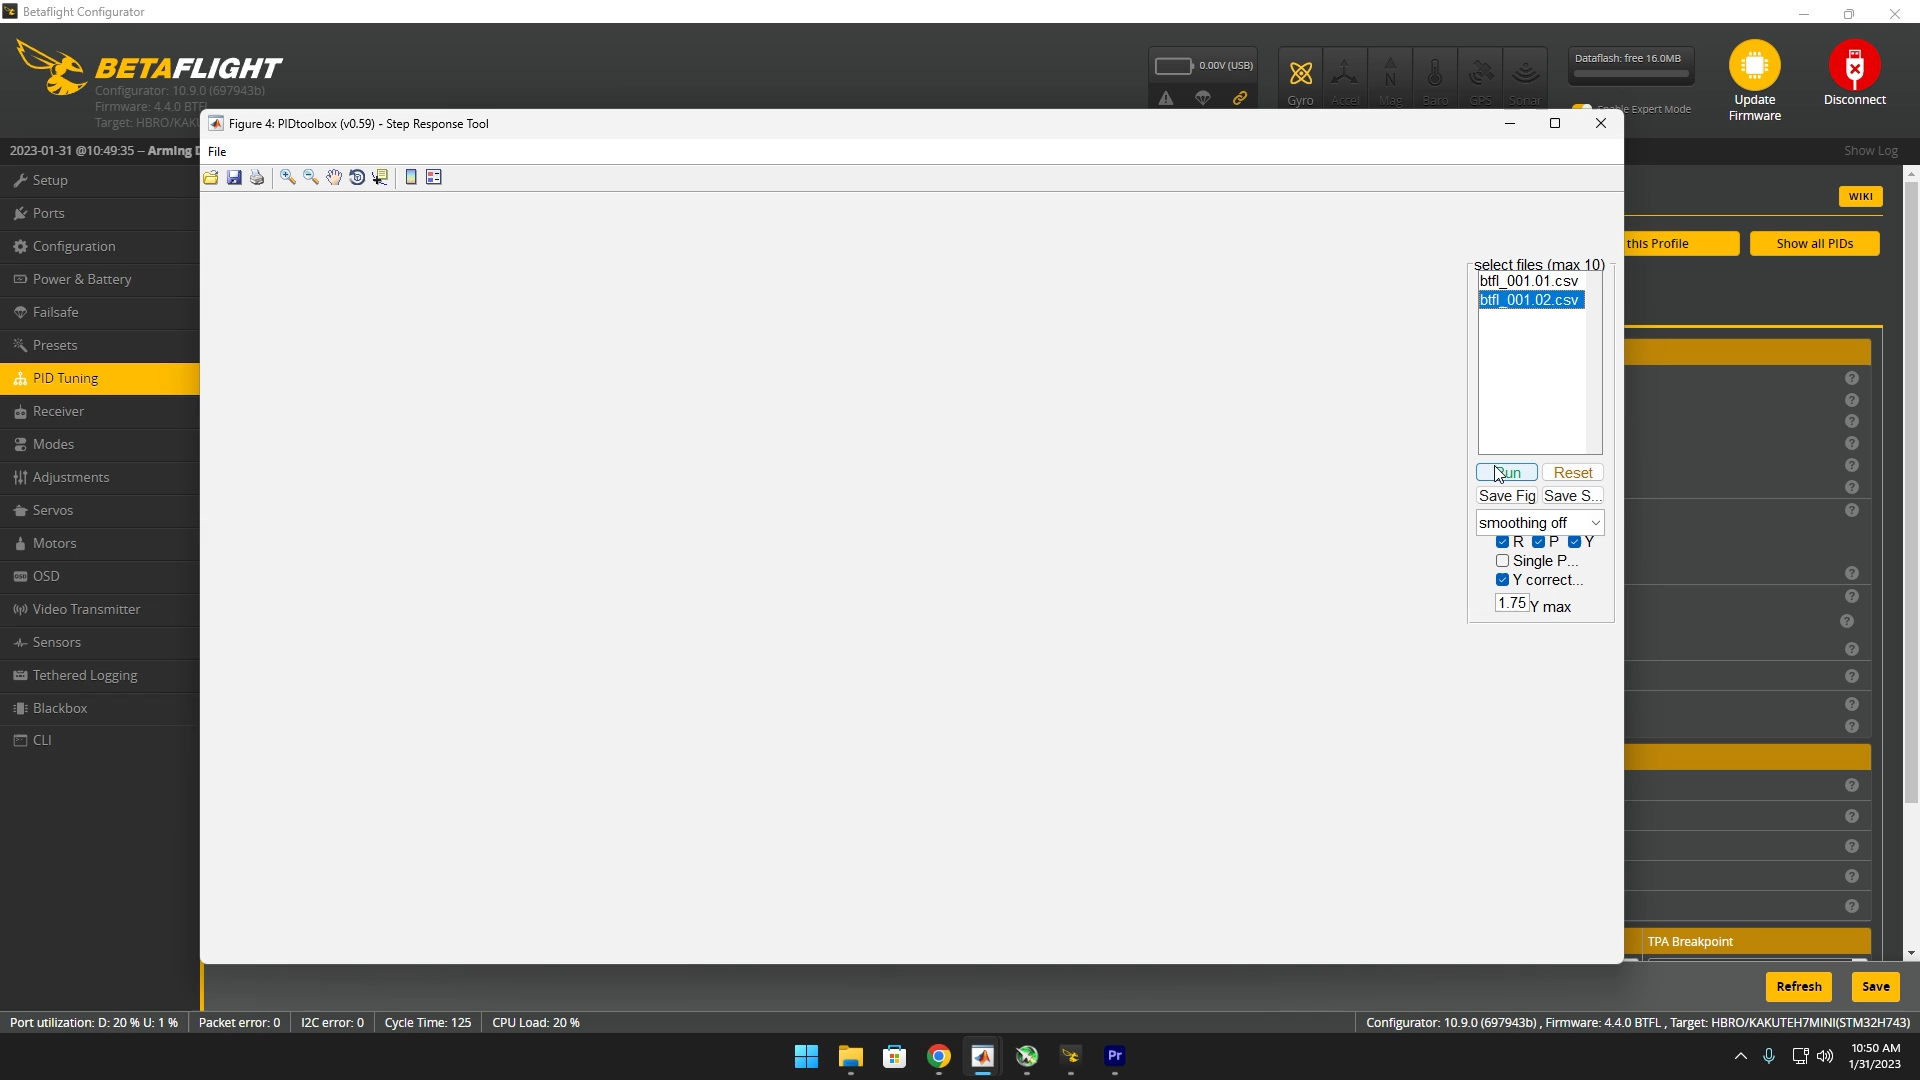 Betaflight Configurator
BETAFLIGHT
Configurator: 10.9.0 (697943b)
Firmware: 4.4.0 BTFL
Target: HBRO/KAKU
0.00V (USB)
Gyro
Accel
Mag
Baro
GPS
Sonar
Dataflash: free 16.0MB
Enable Expert Mode
Update
Firmware
Disconnect
2023-01-31 @10:49:35 -- Arming D
Show Log
Figure 4: PIDtoolbox (v0.59) - Step Response Tool
File
Setup
Ports
Configuration
Power & Battery
Failsafe
Presets
PID Tuning
Receiver
Modes
Adjustments
Servos
Motors
OSD
Video Transmitter
Sensors
Tethered Logging
Blackbox
CLI
WIKI
this Profile
Show all PIDs
select files (max 10)
btfl_001.01.csv
btfl_001.02.csv
Run
Reset
Save Fig
Save S...
smoothing off
R P Y
Single P...
Y correct...
1.75 Y max
TPA Breakpoint
Refresh
Save
Port utilization: D: 20 % U: 1 %
Packet error: 0
I2C error: 0
Cycle Time: 125
CPU Load: 20 %
Configurator: 10.9.0 (697943b) , Firmware: 4.4.0 BTFL , Target: HBRO/KAKUTEH7MINI(STM32H743)
Pr
10:50 AM
1/31/2023